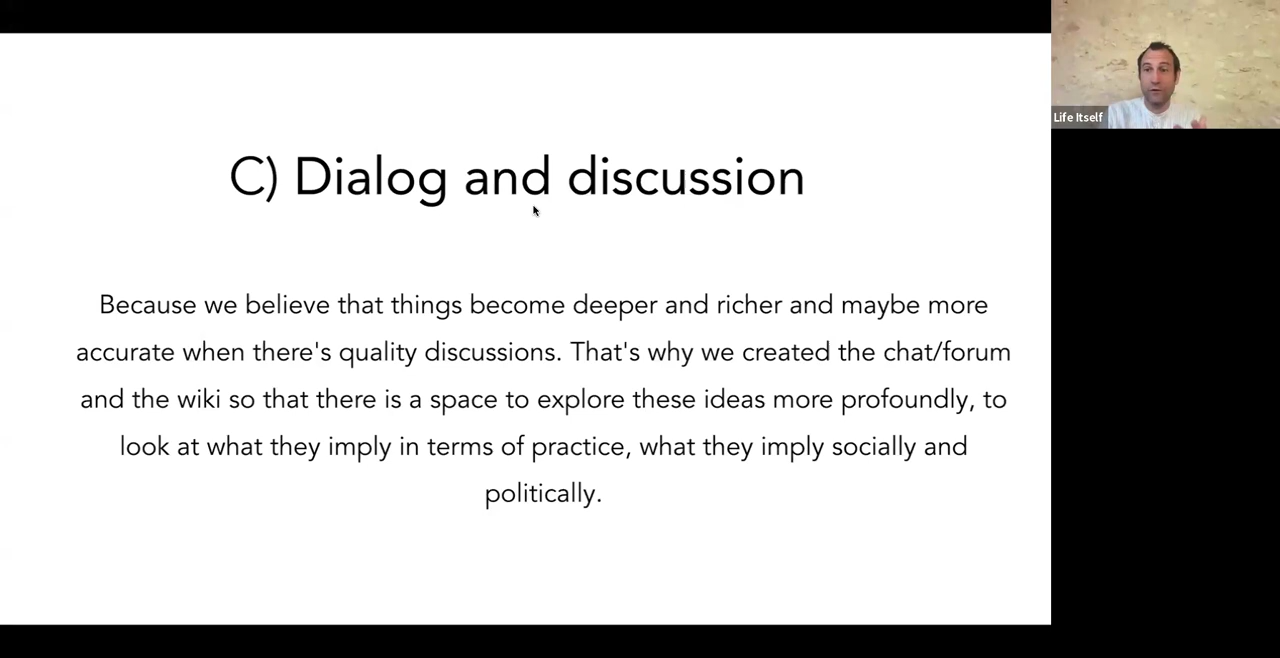 C) Dialog and discussion
Because we believe that things become deeper and richer and maybe more
accurate when there's quality discussions. That's why we created the chat/forum
and the wiki so that there is a space to explore these ideas more profoundly, to
look at what they imply in terms of practice, what they imply socially and
politically.
Life Itself